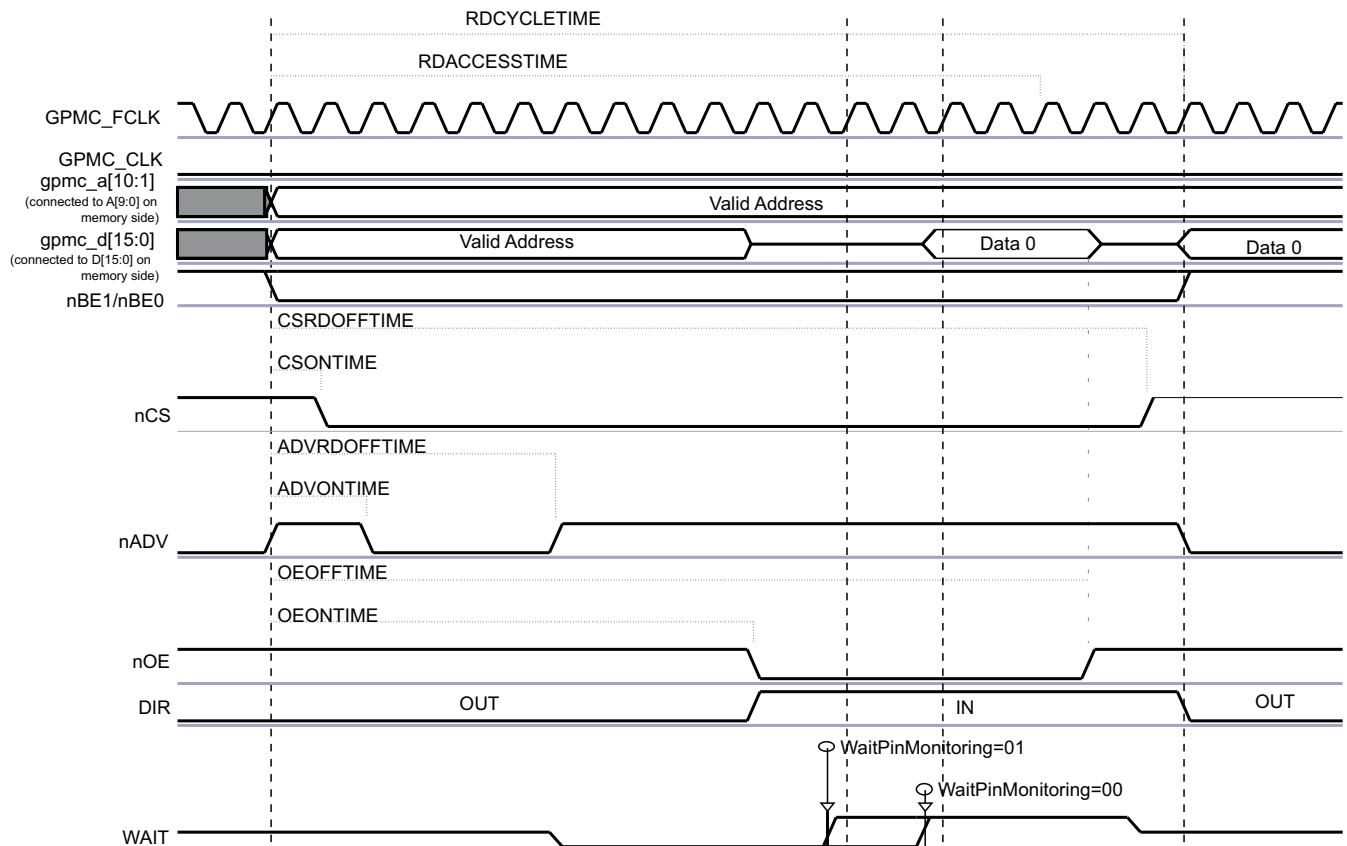 RDCYCLETIME
RDACCESSTIME
GPMC_FCLK
GPMC_CLK
gpmc_a[10:1]
(connected to A[9:0] on
memory side)
Valid Address
gpmc_d[15:0]
(connected to D[15:0] on
memory side)
Valid Address
Data 0
Data 0
nBE1/nBE0
CSRDOFFTIME
CSONTIME
nCS
ADVRDOFFTIME
ADVONTIME
nADV
OEOFFTIME
OEONTIME
nOE
DIR
OUT
IN
OUT
WaitPinMonitoring=01
WaitPinMonitoring=00
WAIT